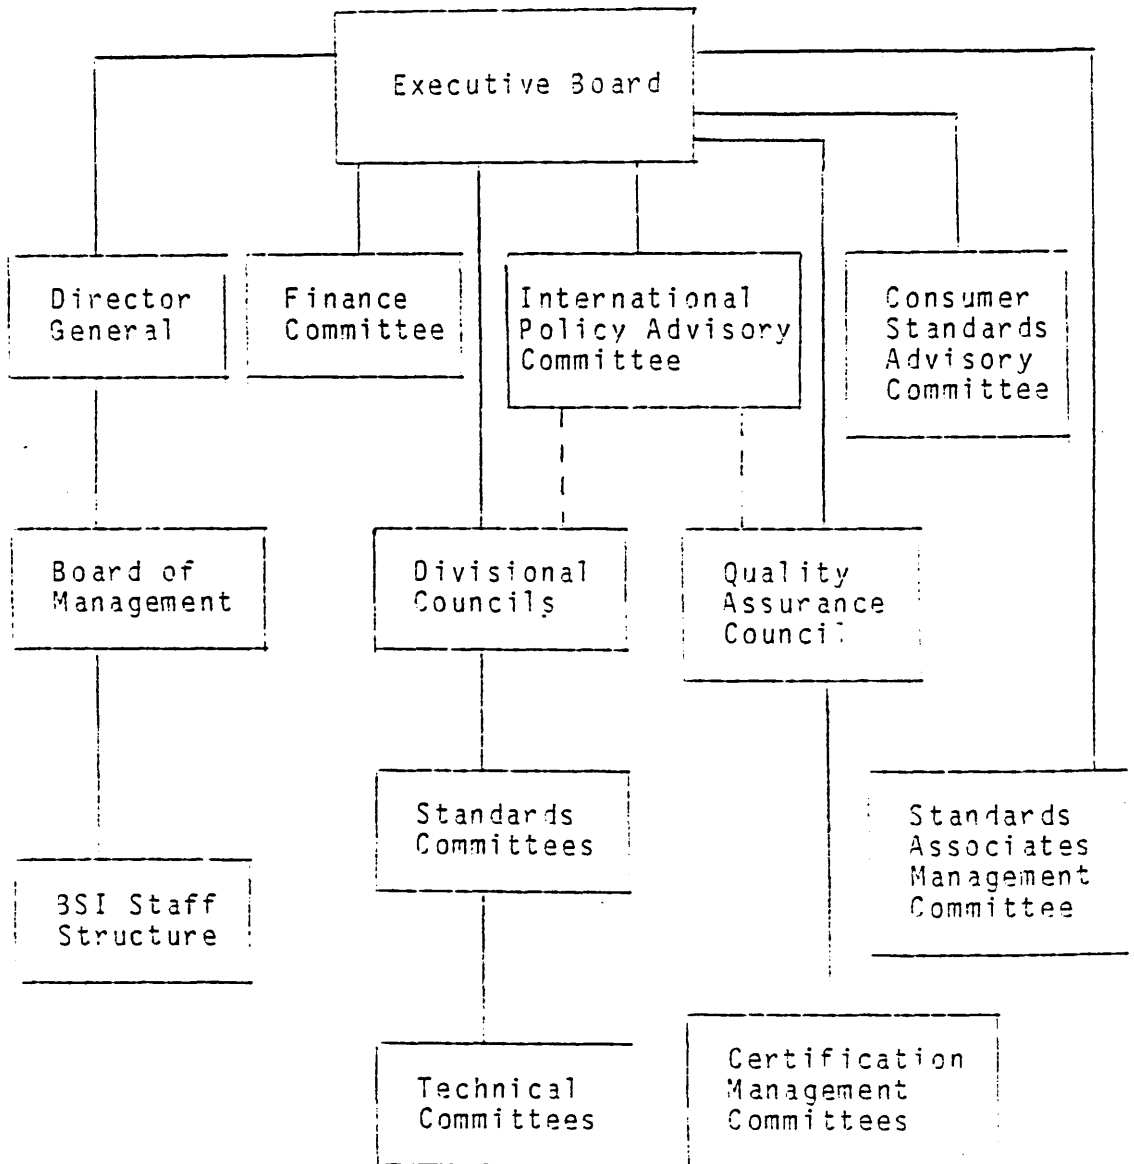 Executive Board
Director
General
Finance
Committee
International
Policy Advisory
Committee
Consumer
Standards
Advisory
Committee
Board of
Management
Divisional
Councils
Quality
Assurance
Council
Standards
Committees
Standards
Associates
Management
Committee
BSI Staff
Structure
Technical
Committees
Certification
Management
Committees